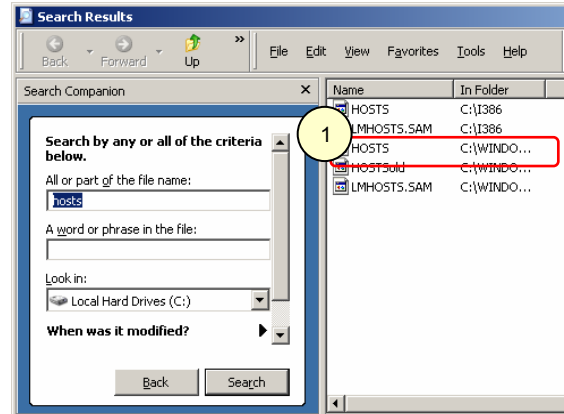 Search Results
Back Forward Up » File Edit View Favorites Tools Help
Search Companion
Search by any or all of the criteria
below.
All or part of the file name:
hosts
A word or phrase in the file:
Look in:
Local Hard Drives (C:)
When was it modified?
Back Search
Name In Folder
HOSTS C:\I386
LMHOSTS.SAM C:\I386
1
HOSTS C:\WINDO...
HOSTSold C:\WINDO...
LMHOSTS.SAM C:\WINDO...